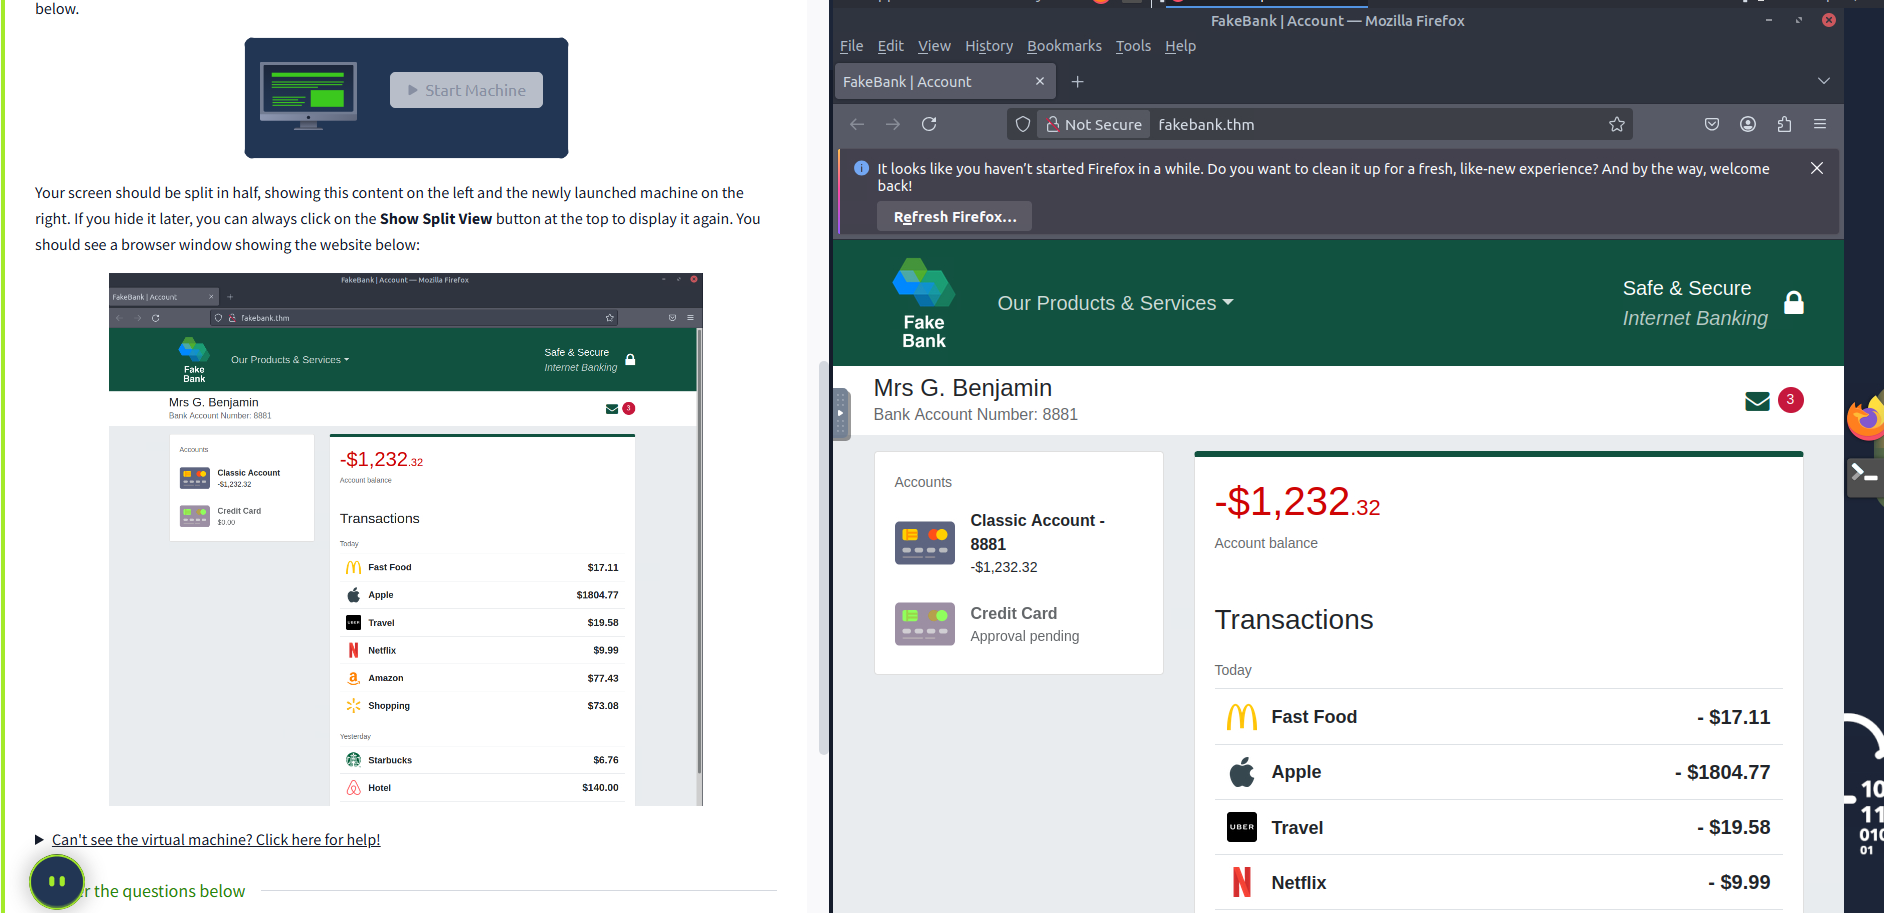 below.
Start Machine
Your screen should be split in half, showing this content on the left and the newly launched machine on the
right. If you hide it later, you can always click on the Show Split View button at the top to display it again. You
should see a browser window showing the website below:
FakeBank | Account — Mozilla Firefox
FakeBank | Account
fakebank.thm
Fake
Bank
Our Products & Services
Safe & Secure
Internet Banking
Mrs G. Benjamin
Bank Account Number: 8881
3
Accounts
Classic Account
-$1,232.32
Credit Card
$0.00
-$1,232.32
Account balance
Transactions
Today
Fast Food $17.11
Apple $1804.77
UBER Travel $19.58
Netflix $9.99
Amazon $77.43
Shopping $73.08
Yesterday
Starbucks $6.76
Hotel $140.00
Can't see the virtual machine? Click here for help!
r the questions below
FakeBank | Account — Mozilla Firefox
File Edit View History Bookmarks Tools Help
FakeBank | Account
Not Secure fakebank.thm
It looks like you haven't started Firefox in a while. Do you want to clean it up for a fresh, like-new experience? And by the way, welcome
back!
Refresh Firefox...
Fake
Bank
Our Products & Services
Safe & Secure
Internet Banking
Mrs G. Benjamin
Bank Account Number: 8881
3
Accounts
Classic Account -
8881
-$1,232.32
Credit Card
Approval pending
-$1,232.32
Account balance
Transactions
Today
Fast Food - $17.11
Apple - $1804.77
UBER Travel - $19.58
Netflix - $9.99
10
11
010
01